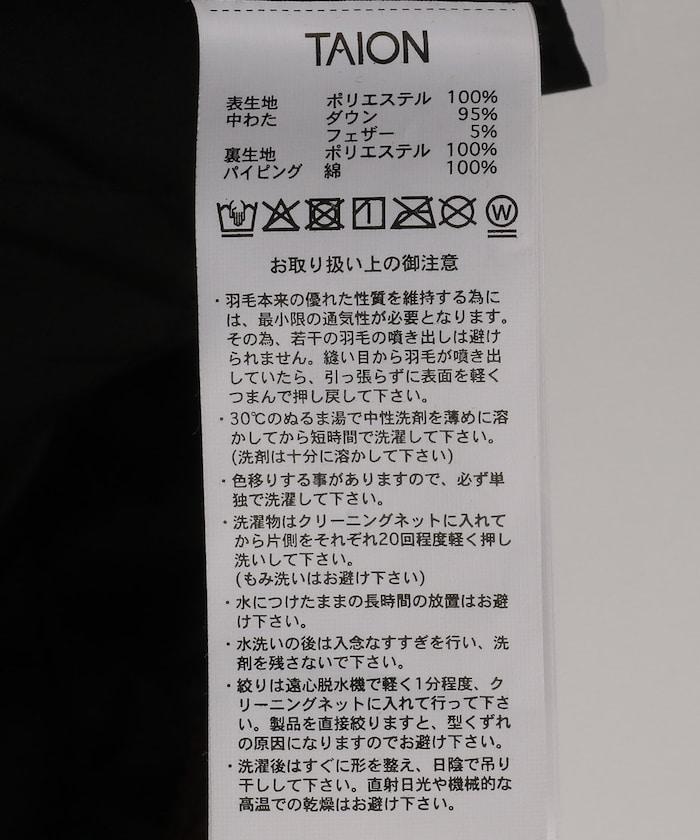 TAION
表生地 ポリエステル 100%
中わた ダウン 95%
フェザー 5%
裏生地 ポリエステル 100%
パイピング 綿 100%
W
お取り扱い上の御注意
・羽毛本来の優れた性質を維持する為に
は、最小限の通気性が必要となります。
その為、若干の羽毛の噴き出しは避け
られません。縫い目から羽毛が噴き出
していたら、引っ張らずに表面を軽く
つまんで押し戻して下さい。
・30℃のぬるま湯で中性洗剤を薄めに溶
かしてから短時間で洗濯して下さい。
(洗剤は十分に溶かして下さい)
・色移りする事がありますので、必ず単
独で洗濯して下さい。
・洗濯物はクリーニングネットに入れて
から片側をそれぞれ20回程度軽く押し
洗いして下さい。
(もみ洗いはお避け下さい)
・水につけたままの長時間の放置はお避
け下さい。
・水洗いの後は入念なすすぎを行い、洗
剤を残さないで下さい。
・絞りは遠心脱水機で軽く1分程度、ク
リーニングネットに入れて行って下さ
い。製品を直接絞りますと、型くずれ
の原因になりますのでお避け下さい。
・洗濯後はすぐに形を整え、日陰で吊り
干しして下さい。直射日光や機械的な
高温での乾燥はお避け下さい。